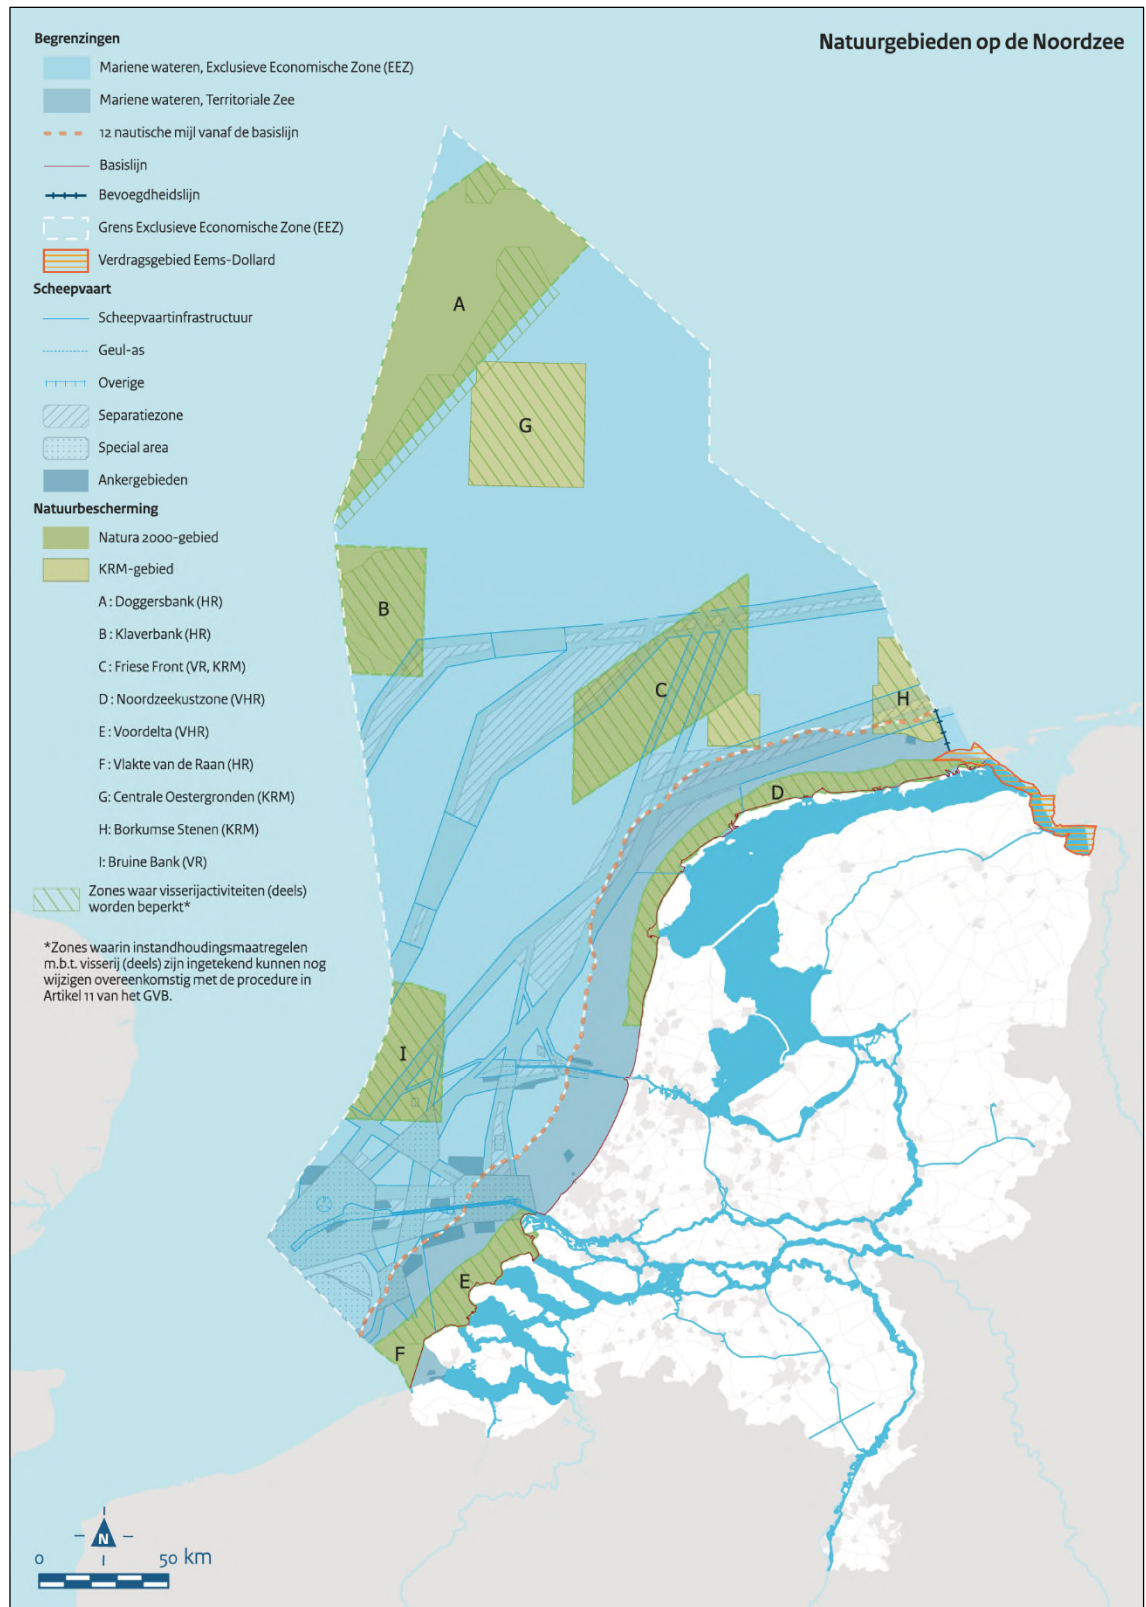 Natuurgebieden op de Noordzee
Begrenzingen
Mariene wateren, Exclusieve Economische Zone (EEZ)
Mariene wateren, Territoriale Zee
12 nautische mijl vanaf de basislijn
Basislijn
Bevoegdheidslijn
Grens Exclusieve Economische Zone (EEZ)
Verdragsgebied Eems-Dollard
Scheepvaart
Scheepvaartinfrastructuur
Geul-as
Overige
Separatiezone
Special area
Ankergebieden
Natuurbescherming
Natura 2000-gebied
KRM-gebied
A : Doggersbank (HR)
B : Klaverbank (HR)
C : Friese Front (VR, KRM)
D : Noordzeekustzone (VHR)
E : Voordelta (VHR)
F : Vlakte van de Raan (HR)
G: Centrale Oestergronden (KRM)
H: Borkumse Stenen (KRM)
I: Bruine Bank (VR)
Zones waar visserijactiviteiten (deels)
worden beperkt*
*Zones waarin instandhoudingsmaatregelen
m.b.t. visserij (deels) zijn ingetekend kunnen nog
wijzigen overeenkomstig met de procedure in
Artikel 11 van het GVB.
A
G
B
C
H
D
I
E
F
N
0 50 km